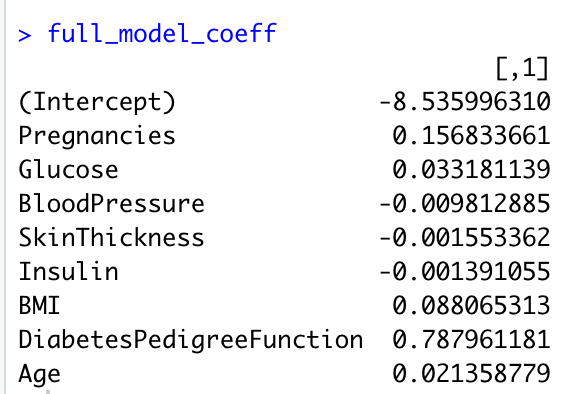 > full_model_coeff
[,1]
(Intercept) -8.535996310
Pregnancies 0.156833661
Glucose 0.033181139
BloodPressure -0.009812885
SkinThickness -0.001553362
Insulin -0.001391055
BMI 0.088065313
DiabetesPedigreeFunction 0.787961181
Age 0.021358779